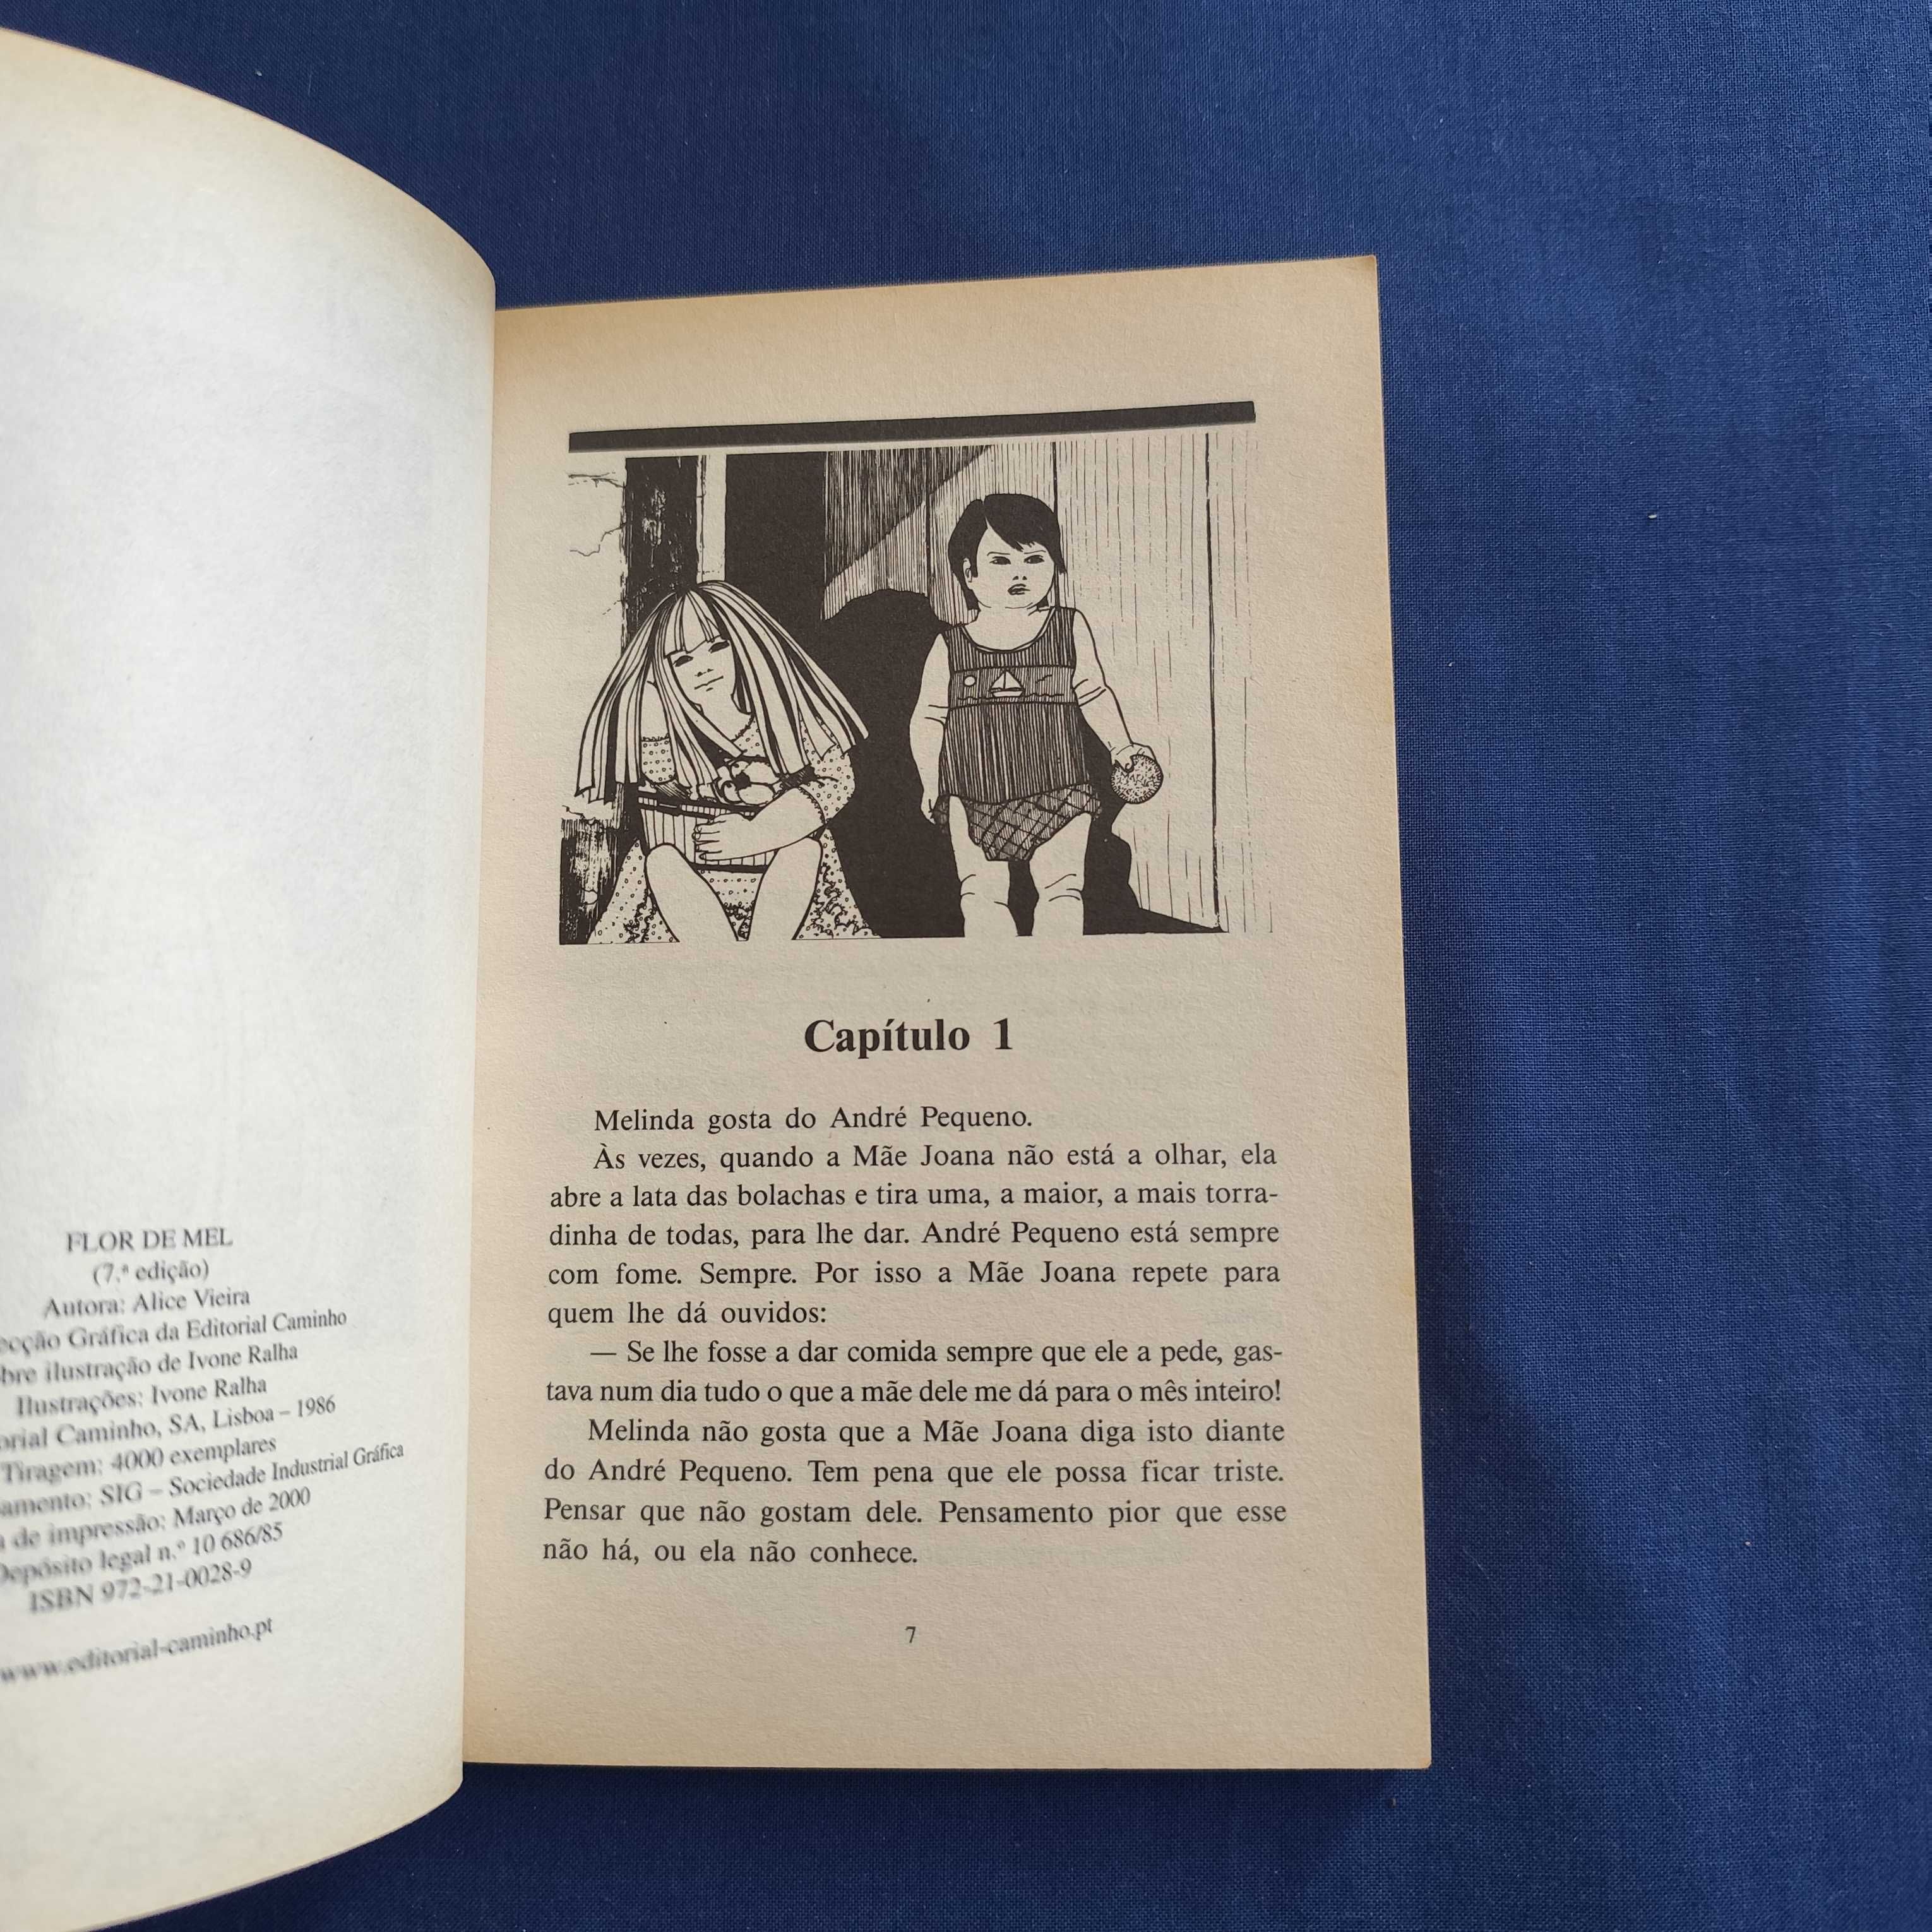 FLOR DE MEL
(7.ª edição)
Autora: Alice Vieira
Gráfica da Editorial Caminho
ilustração de Ivone Ralha
Ilustrações: Ivone Ralha
Caminho, SA, Lisboa – 1986
Tiragem: 4000 exemplares
SIG – Sociedade Industrial Gráfica
de impressão: Março de 2000
Depósito legal n.º 10 686/85
ISBN 972-21-0028-9
www.editorial-caminho.pt
Capítulo 1
Melinda gosta do André Pequeno.
Às vezes, quando a Mãe Joana não está a olhar, ela
abre a lata das bolachas e tira uma, a maior, a mais torra-
dinha de todas, para lhe dar. André Pequeno está sempre
com fome. Sempre. Por isso a Mãe Joana repete para
quem lhe dá ouvidos:
— Se lhe fosse a dar comida sempre que ele a pede, gas-
tava num dia tudo o que a mãe dele me dá para o mês inteiro!
Melinda não gosta que a Mãe Joana diga isto diante
do André Pequeno. Tem pena que ele possa ficar triste.
Pensar que não gostam dele. Pensamento pior que esse
não há, ou ela não conhece.
7